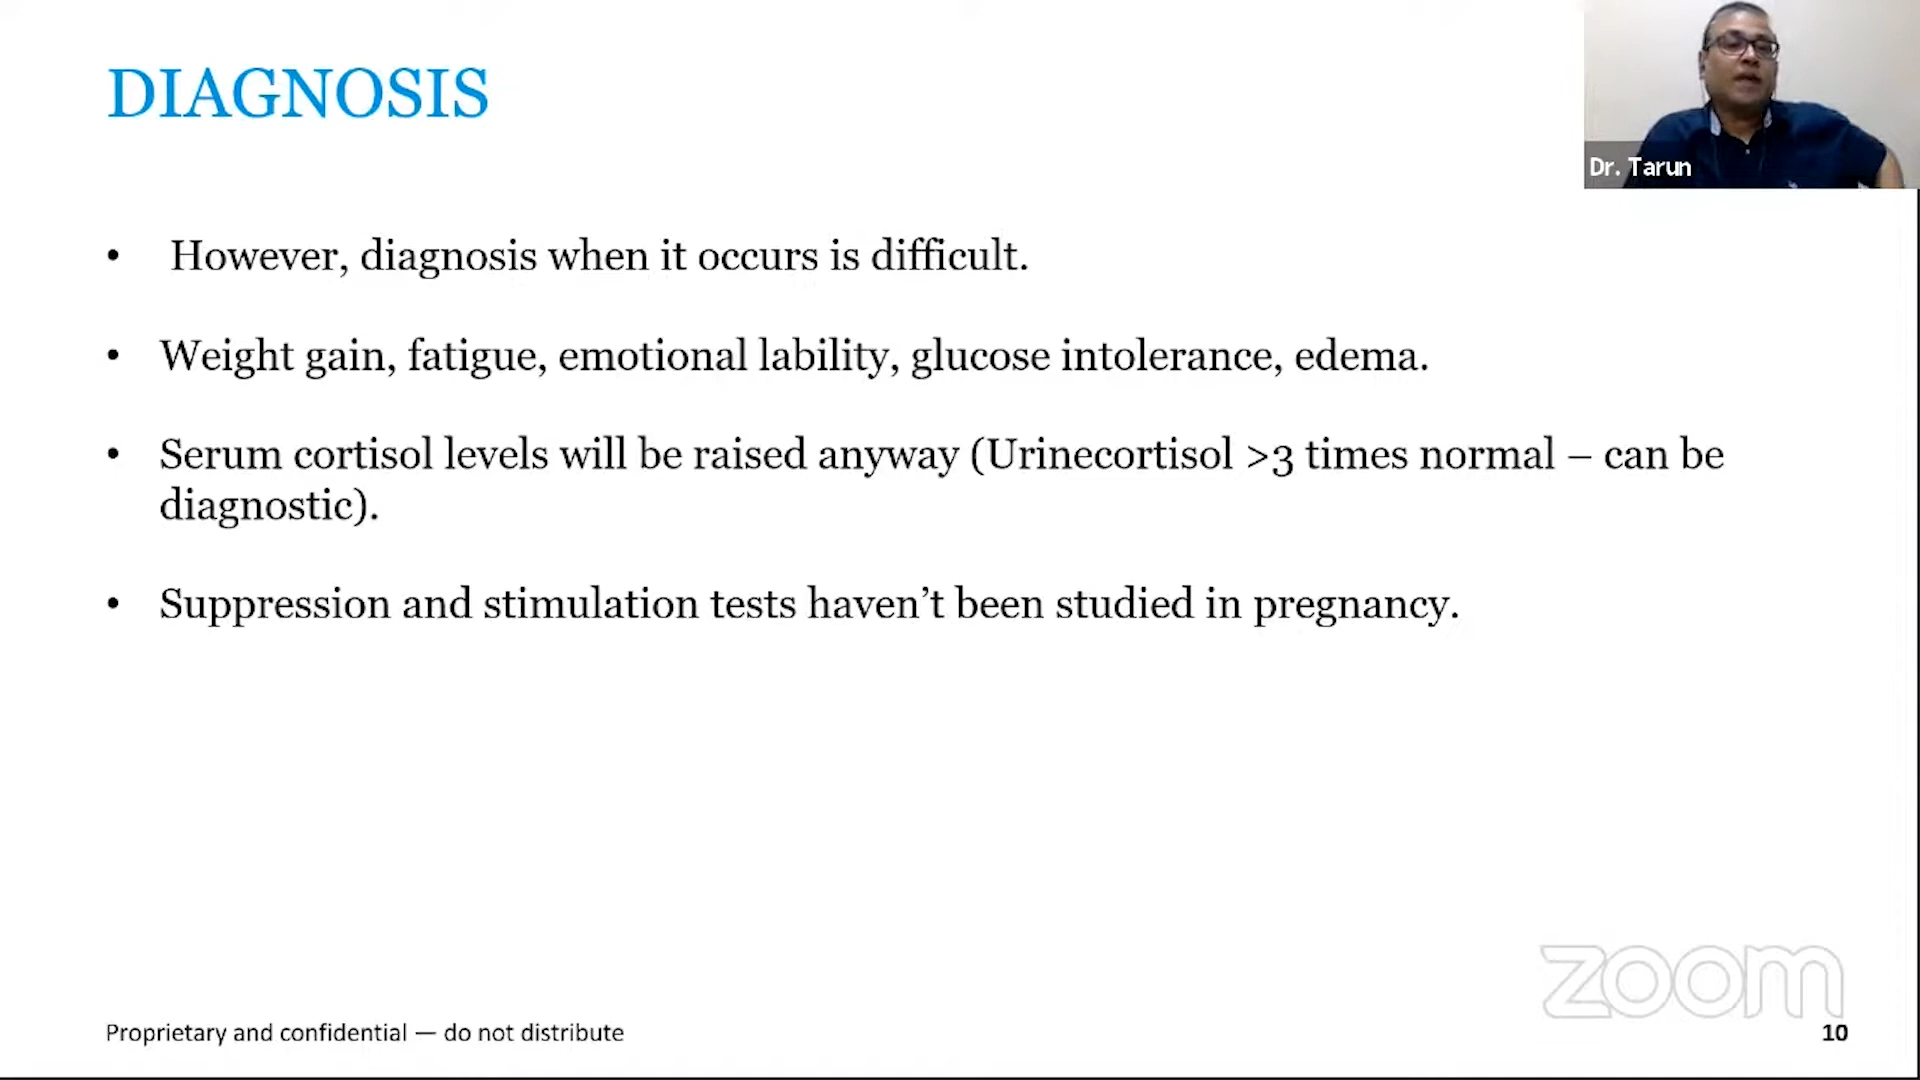 DIAGNOSIS
Dr. Tarun
• However, diagnosis when it occurs is difficult.
• Weight gain, fatigue, emotional lability, glucose intolerance, edema.
• Serum cortisol levels will be raised anyway (Urinecortisol >3 times normal – can be
diagnostic).
• Suppression and stimulation tests haven’t been studied in pregnancy.
zoom
Proprietary and confidential — do not distribute
10